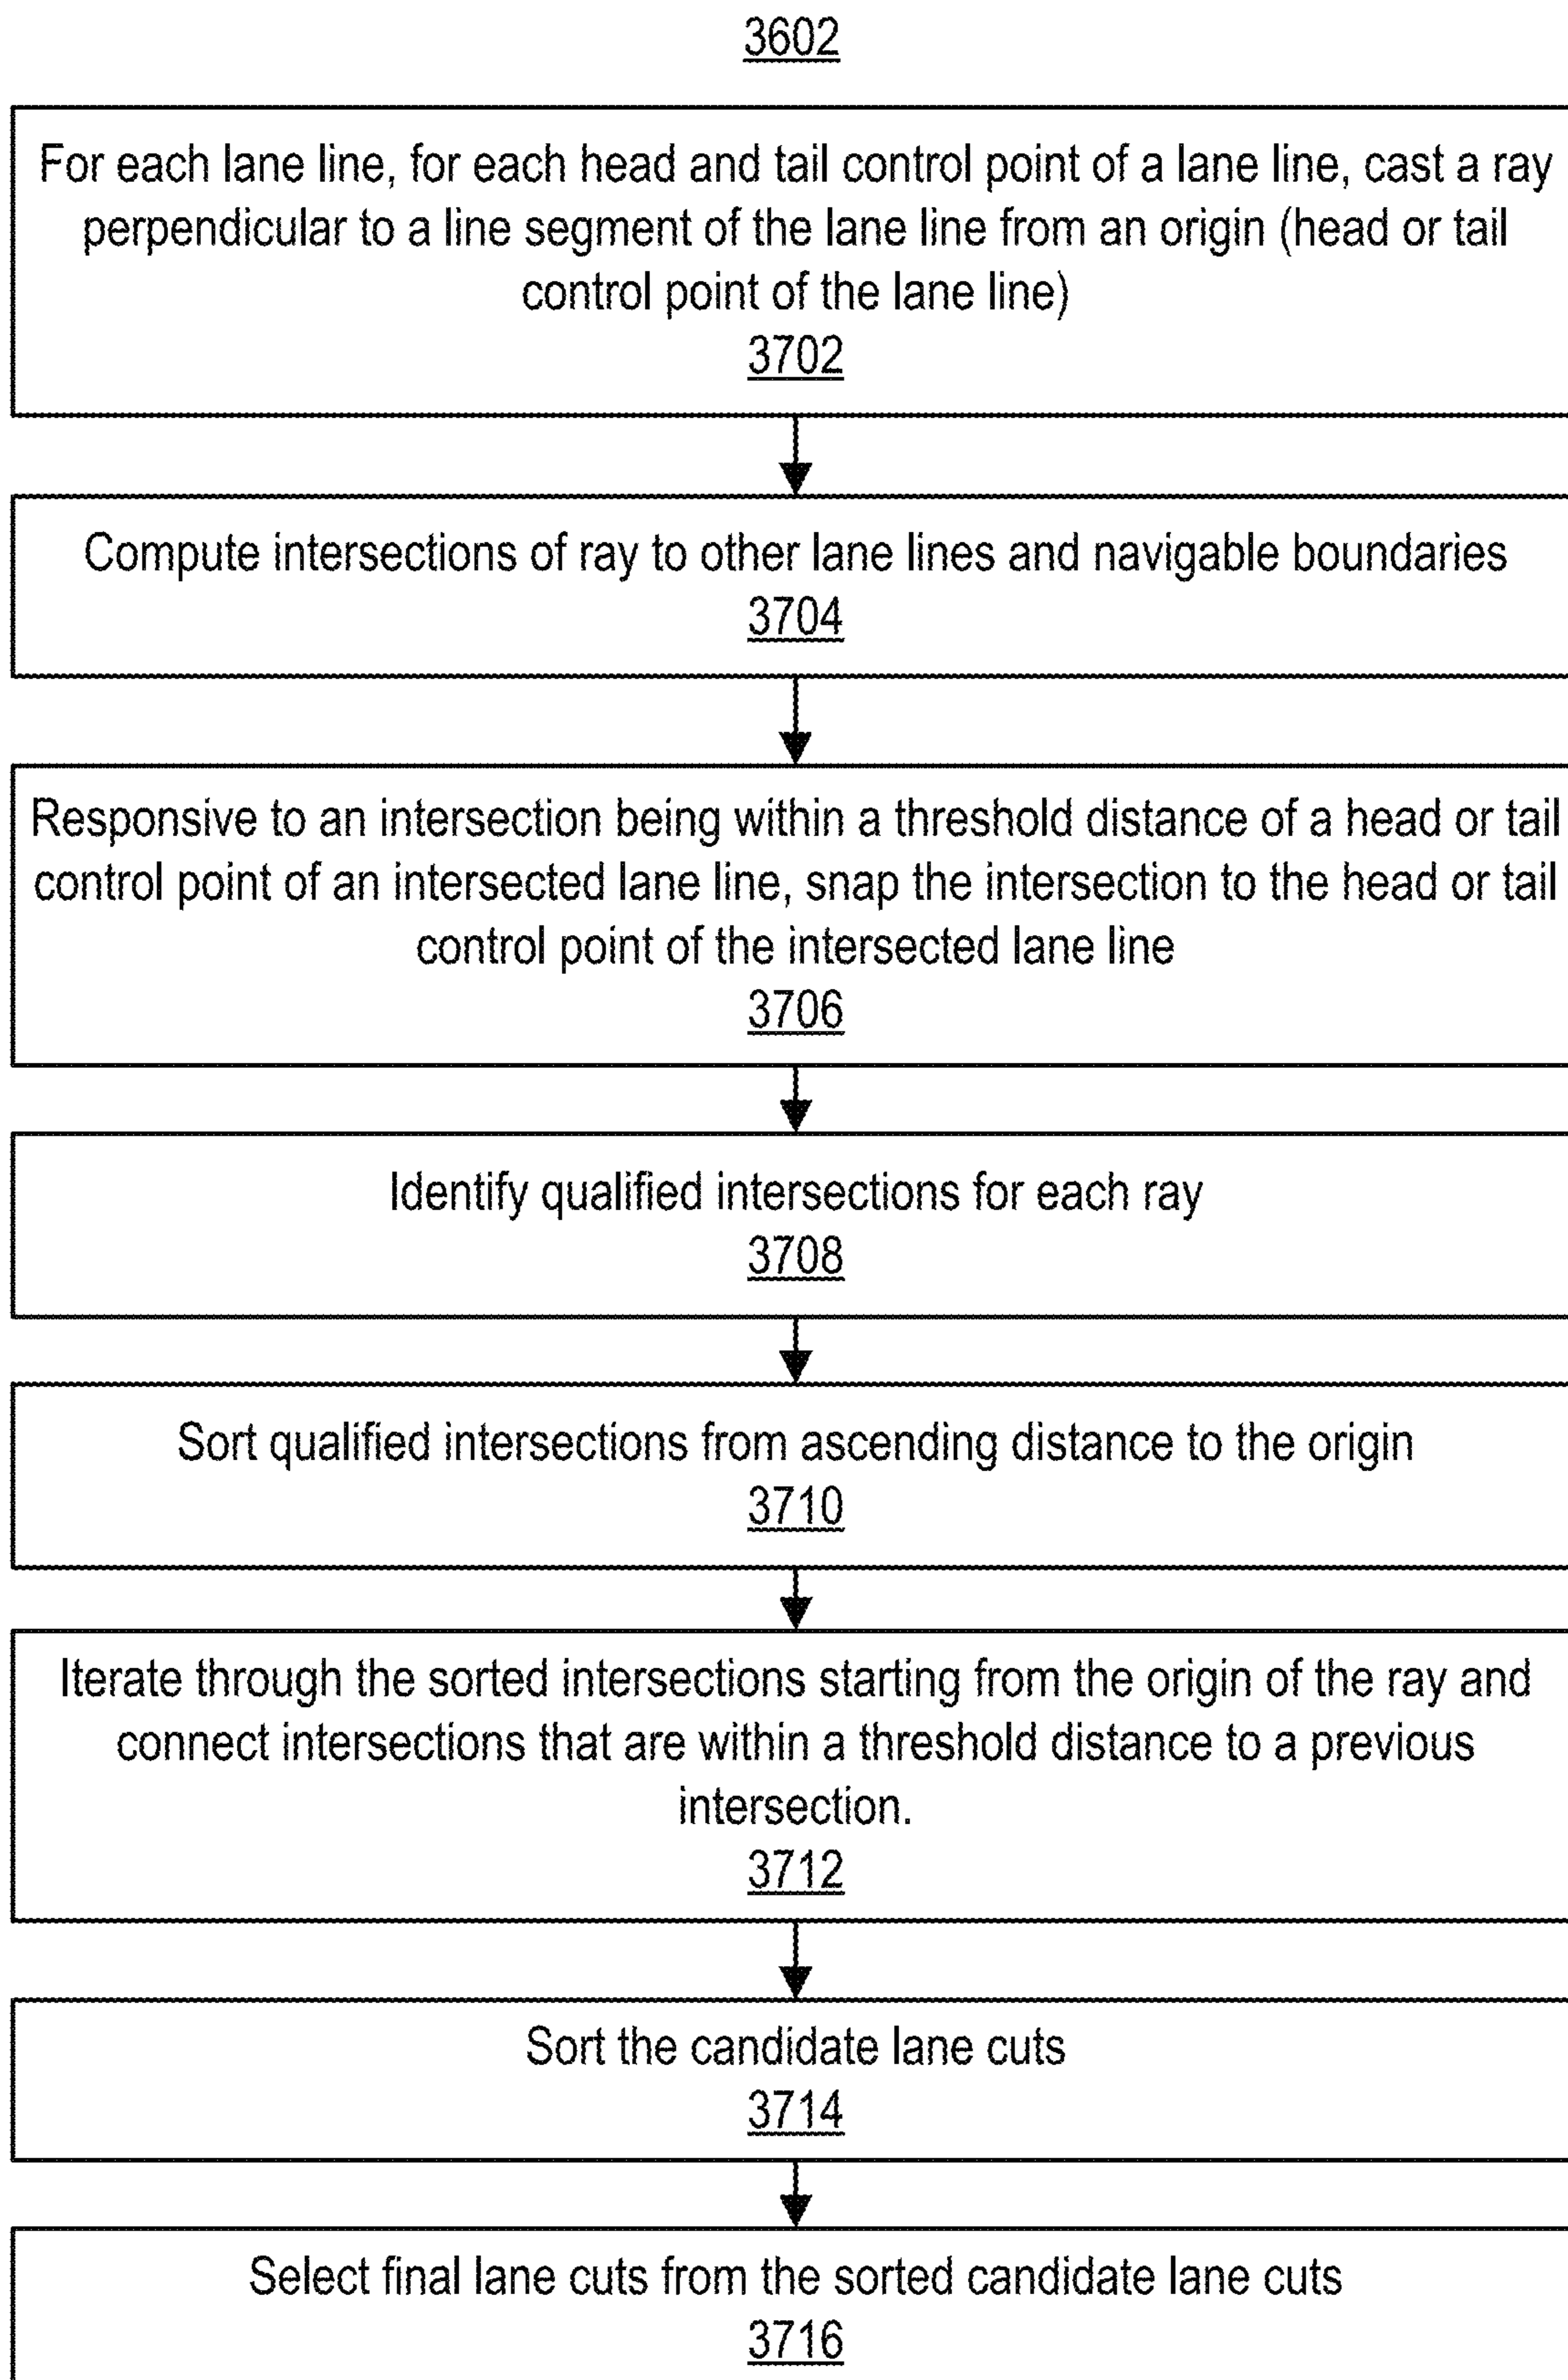 3602
For each lane line, for each head and tail control point of a lane line, cast a ray
perpendicular to a line segment of the lane line from an origin (head or tail
control point of the lane line)
3702
Compute intersections of ray to other lane lines and navigable boundaries
3704
Responsive to an intersection being within a threshold distance of a head or tail
control point of an intersected lane line, snap the intersection to the head or tail
control point of the intersected lane line
3706
Identify qualified intersections for each ray
3708
Sort qualified intersections from ascending distance to the origin
3710
Iterate through the sorted intersections starting from the origin of the ray and
connect intersections that are within a threshold distance to a previous
intersection.
3712
Sort the candidate lane cuts
3714
Select final lane cuts from the sorted candidate lane cuts
3716